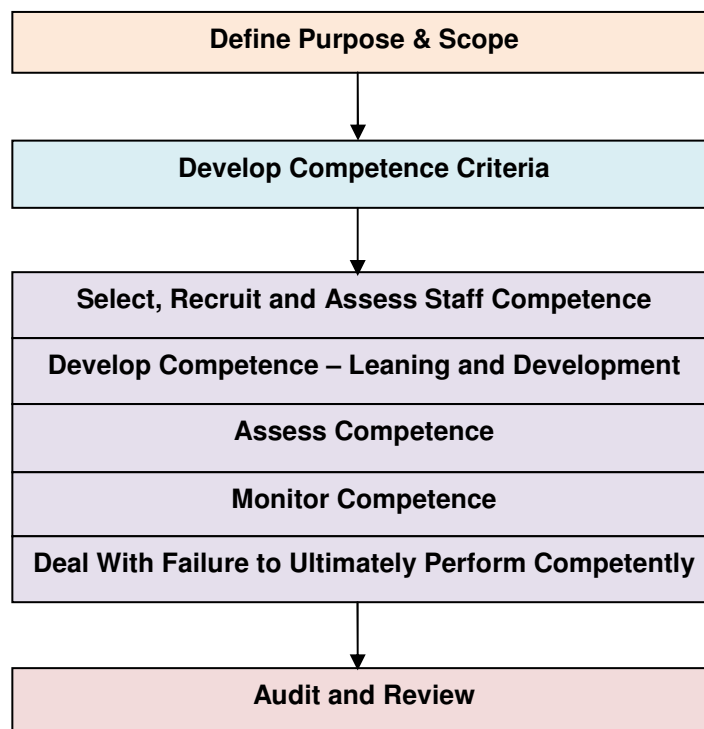 Define Purpose & Scope
Develop Competence Criteria
Select, Recruit and Assess Staff Competence
Develop Competence – Leaning and Development
Assess Competence
Monitor Competence
Deal With Failure to Ultimately Perform Competently
Audit and Review